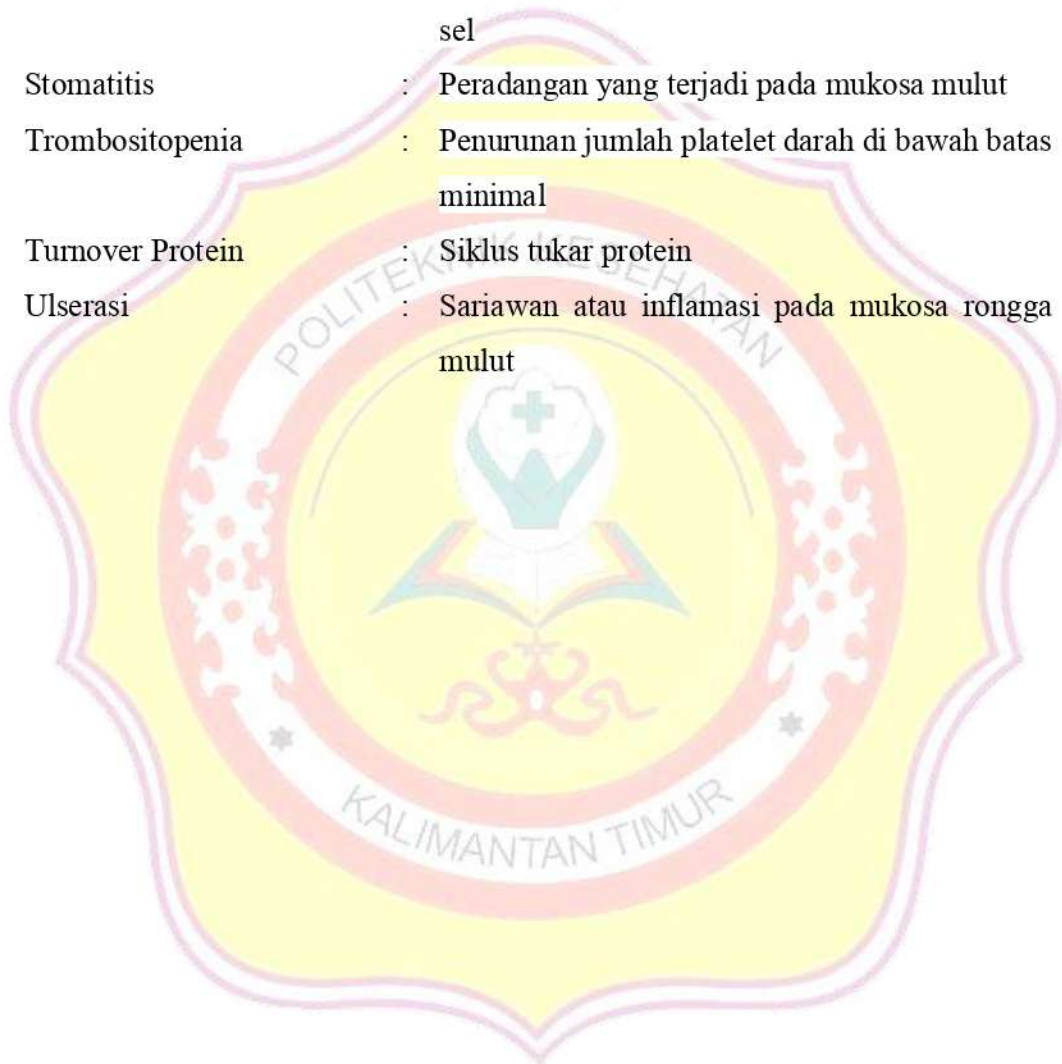 sel
Stomatitis : Peradangan yang terjadi pada mukosa mulut
Trombositopenia : Penurunan jumlah platelet darah di bawah batas
minimal
Turnover Protein : Siklus tukar protein
Ulserasi : Sariawan atau inflamasi pada mukosa rongga
mulut
POLITEKNIK KESEHATAN
KALIMANTAN TIMUR